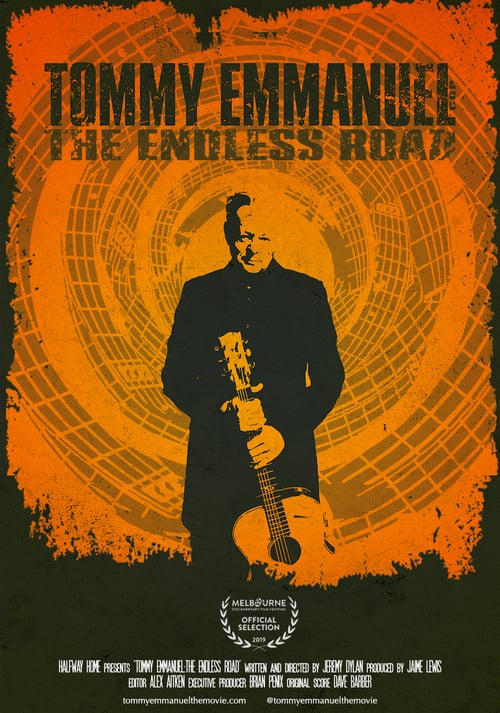 TOMMY EMMANUEL
THE ENDLESS ROAD
MELBOURNE
DOCUMENTARY FILM FESTIVAL
OFFICIAL
SELECTION
2019
HALFWAY HOME PRESENTS "TOMMY EMMANUEL:THE ENDLESS ROAD" WRITTEN AND DIRECTED BY JEREMY DYLAN PRODUCED BY JAIME LEWIS
EDITOR ALEX AITKEN EXECUTIVE PRODUCER BRIAN PENIX ORIGINAL SCORE DAVE BARBER
tommyemmanuelthemovie.com @tommyemmanuelthemovie